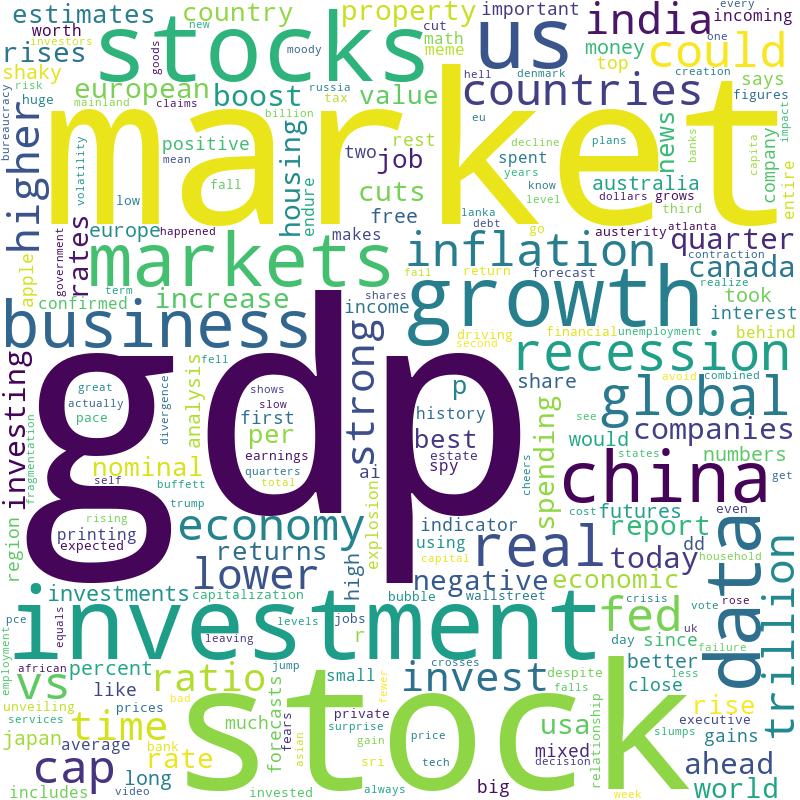 estimates
country
property
important
every
incoming
worth
new
cut
math
india
one
rises
stocks
us
meme
money
top
could
creation
investors
moody
goods
shaky
risk
european
russia
tax
hell
denmark
says
figures
huge
mainland
claims
boost
value
countries
bureaucracy
billion
eu
plans
impact
higher
positive
market
rest
decline
news
banks
capita
company
entire
volatility
mean
housing
endure
two
job
spent
years
know
level
low
fall
cuts
australia
dollars
grows
third
europe
happened
free
lanka
debt
go
austerity
atlanta
quarter
government
rates
markets
makes
inflation
contraction
canada
apple
term
fail
return
forecast
realize
confirmed
increase
income
shares
growth
took
interest
business
driving
second
financial
unemployment
behind
gdp
fell
strong
recession
avoid
combined
investing
great
actually
pace
divergence
analysis
shows
slow
first
p
share
global
see
history
would
companies
fragmentation
per
earnings
quarters
estate
best
spending
states
numbers
nominal
self
buffett
total
ai
spy
china
get
region
printing
expected
rising
trump
economy
explosion
indicator
cheers
cost
futures
even
report
returns
using
real
dd
today
household
data
lower
high
capital
negative
economic
investments
capitalization
bubble
wallstreet
crisis
vote
rose
trillion
pce
equals
investment
levels
jobs
fed
uk
leaving
r
day
since
failure
less
employment
african
vs
percent
ratio
jump
crosses
invest
despite
better
like
small
falls
close
slumps
unveiling
bad
stock
fewer
rise
services
prices
time
much
forecasts
fears
private
surprise
usa
relationship
executive
japan
average
bank
rate
gain
price
decision
mixed
gains
ahead
cap
long
asian
sri
tech
includes
video
invested
always
big
week
world